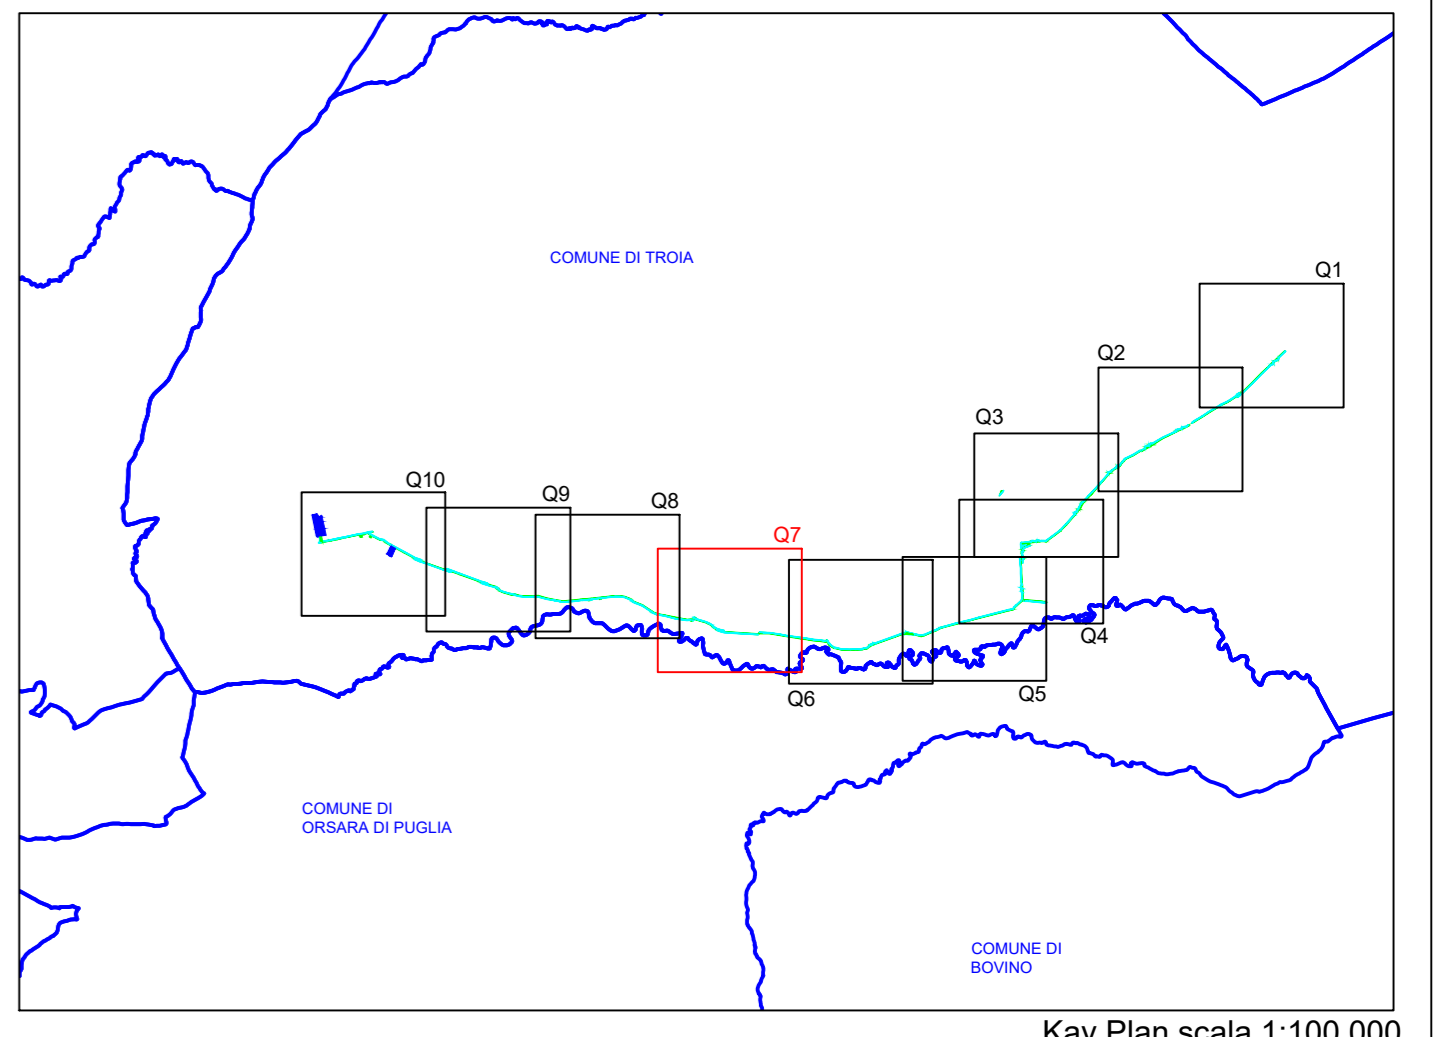 COMUNE DI TROIA
Q1
Q2
Q3
Q10
Q9
Q8
Q7
Q4
Q5
Q6
COMUNE DI
ORSARA DI PUGLIA
COMUNE DI
BOVINO
Kay Plan scala 1:100.000